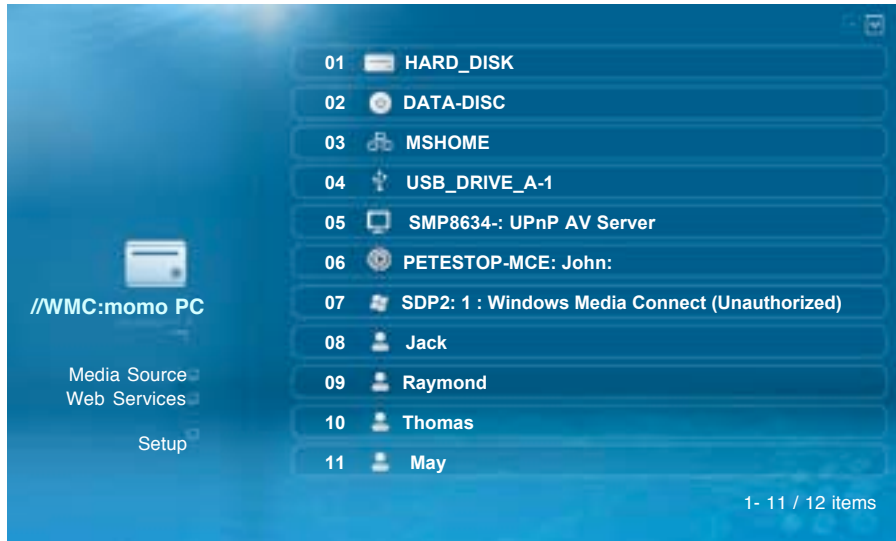 01 HARD_DISK
02 DATA-DISC
03 MSHOME
04 USB_DRIVE_A-1
05 SMP8634-: UPnP AV Server
06 PETESTOP-MCE: John:
07 SDP2: 1 : Windows Media Connect (Unauthorized)
08 Jack
09 Raymond
10 Thomas
11 May
//WMC:momo PC
Media Source
Web Services
Setup
1- 11 / 12 items